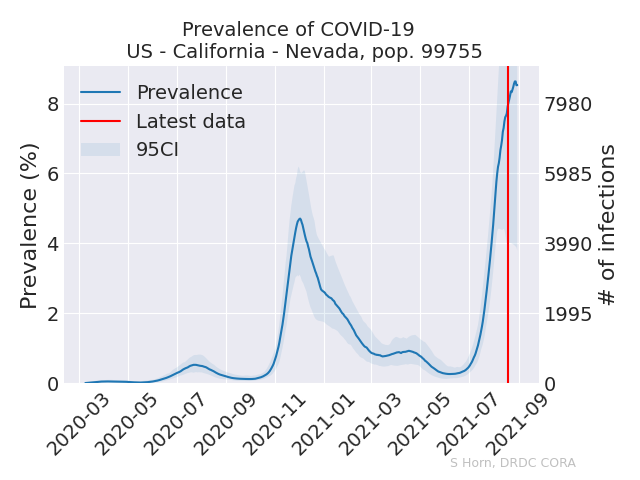 Prevalence of COVID-19
US - California - Nevada, pop. 99755
Prevalence
Latest data
95CI
Prevalence (%)
8
6
4
2
0
7980
5985
3990
1995
0
# of infections
2020-03
2020-05
2020-07
2020-09
2020-11
2021-01
2021-03
2021-05
2021-07
2021-09
S Horn, DRDC CORA